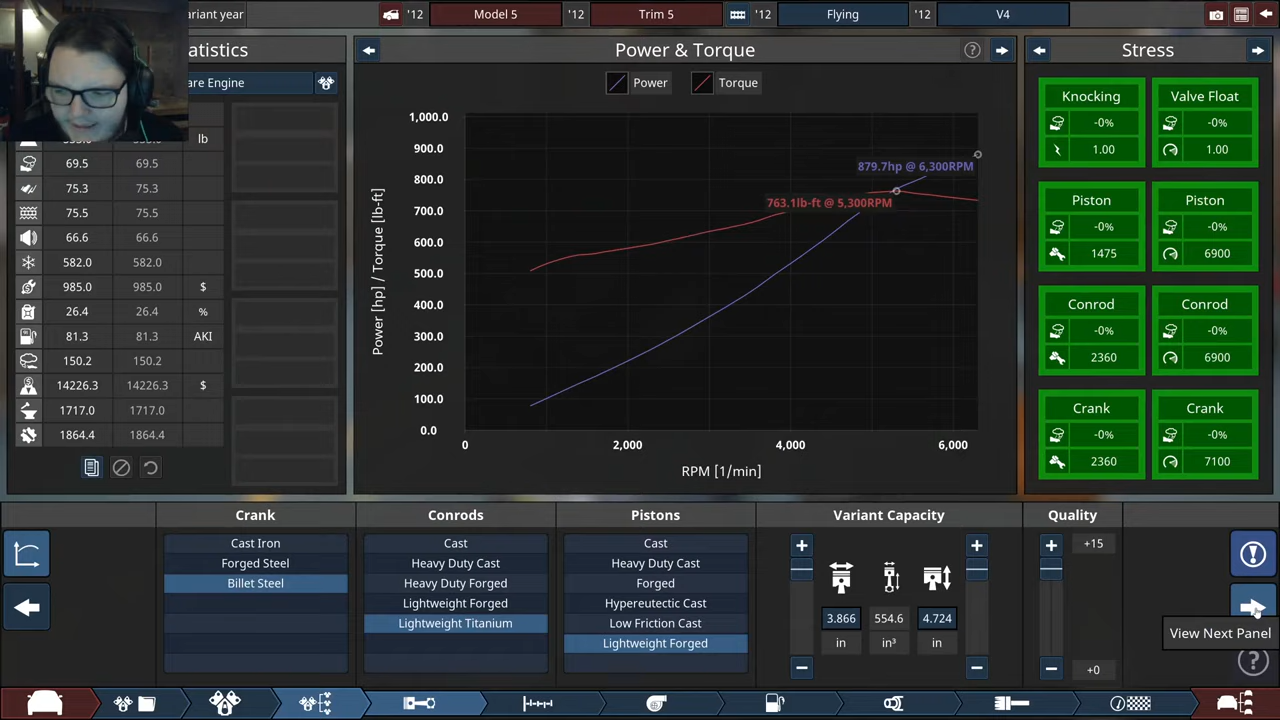 ariant year
'12
Model 5
'12
Trim 5
'12
Flying
'12
V4
atistics
Power & Torque
?
Stress
are Engine
Power
Torque
lb
69.5 69.5
75.3 75.3
75.5 75.5
66.6 66.6
582.0 582.0
985.0 985.0 $
26.4 26.4 %
81.3 81.3 AKI
150.2 150.2
14226.3 14226.3 $
1717.0 1717.0
1864.4 1864.4
Power [hp] / Torque [lb-ft]
1,000.0
900.0
800.0
700.0
600.0
500.0
400.0
300.0
200.0
100.0
0.0
879.7hp @ 6,300RPM
763.1lb-ft @ 5,300RPM
0
2,000
4,000
6,000
RPM [1/min]
Knocking
-0%
1.00
Valve Float
-0%
1.00
Piston
-0%
1475
Piston
-0%
6900
Conrod
-0%
2360
Conrod
-0%
6900
Crank
-0%
2360
Crank
-0%
7100
Crank
Cast Iron
Forged Steel
Billet Steel
Conrods
Cast
Heavy Duty Cast
Heavy Duty Forged
Lightweight Forged
Lightweight Titanium
Pistons
Cast
Heavy Duty Cast
Forged
Hypereutectic Cast
Low Friction Cast
Lightweight Forged
Variant Capacity
3.866
in
554.6
in³
4.724
in
Quality
+15
+0
View Next Panel
?